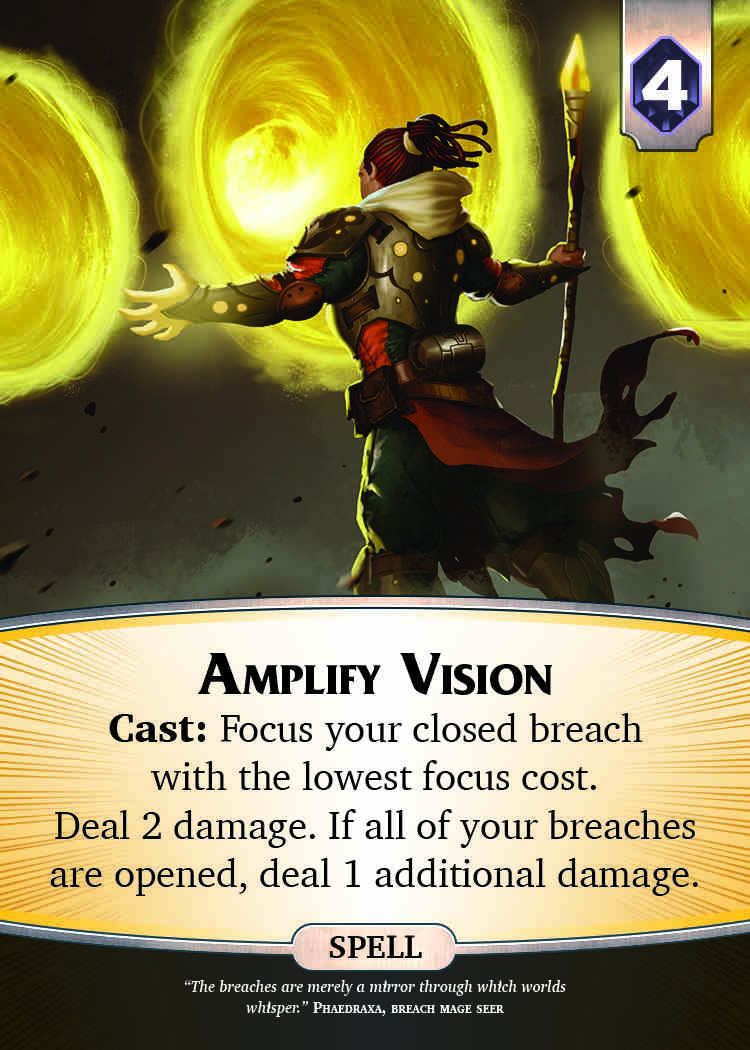 4
Amplify Vision
Cast: Focus your closed breach
with the lowest focus cost.
Deal 2 damage. If all of your breaches
are opened, deal 1 additional damage.
SPELL
“The breaches are merely a mirror through which worlds
whisper.” Phaedraxa, breach mage seer